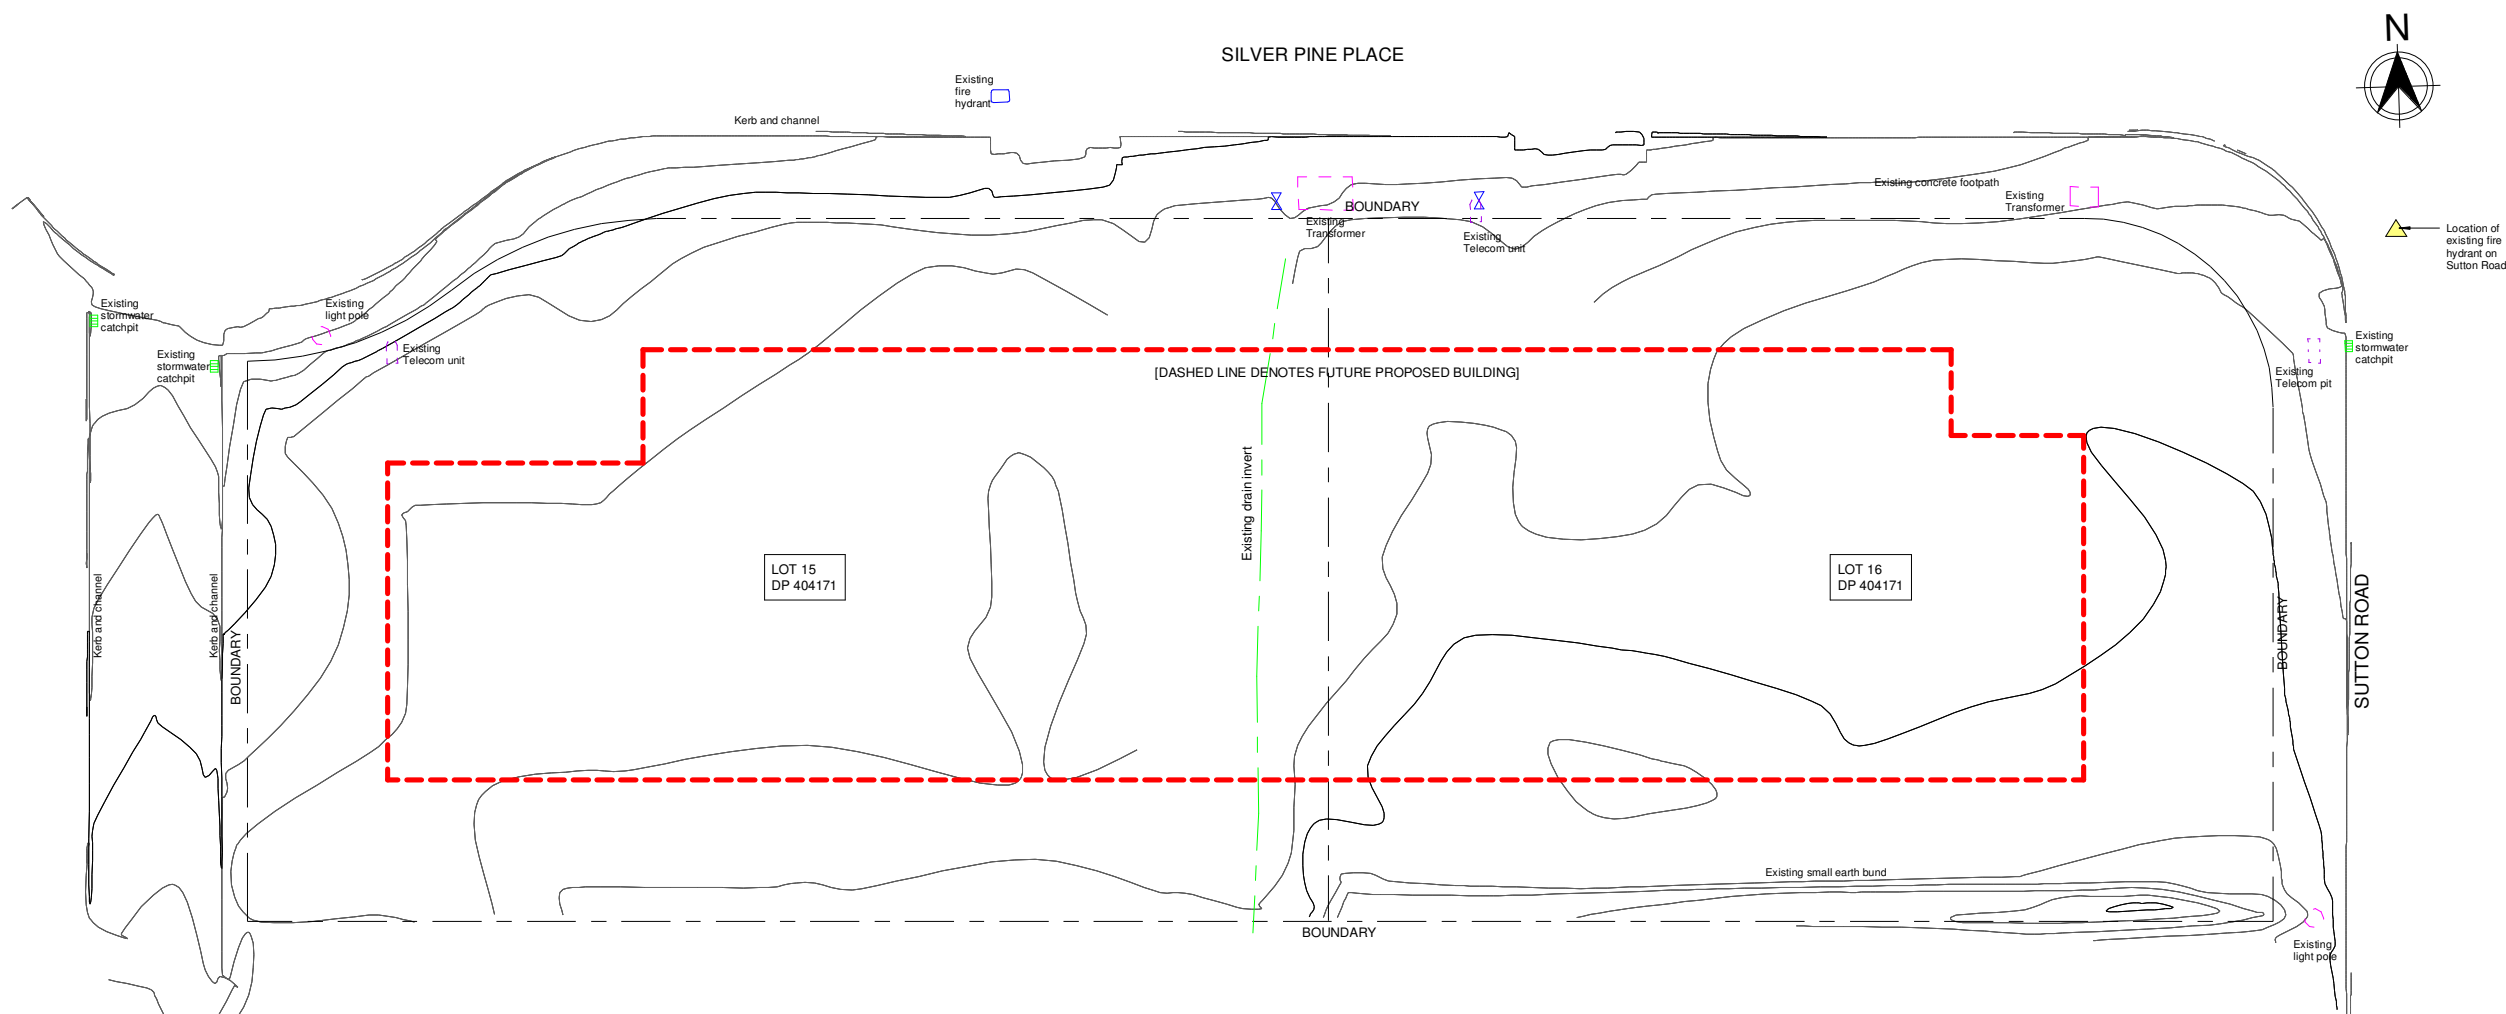 N
SILVER PINE PLACE
Existing
fire
hydrant
Kerb and channel
Existing concrete footpath
Existing
Transformer
BOUNDARY
Existing
Transformer
Existing
Telecom unit
Location of
existing fire
hydrant on
Sutton Road
Existing
stormwater
catchpit
Existing
light pole
Existing
stormwater
catchpit
Existing
Telecom unit
[DASHED LINE DENOTES FUTURE PROPOSED BUILDING]
Existing
stormwater
catchpit
Existing
Telecom pit
Existing drain invert
LOT 15
DP 404171
LOT 16
DP 404171
Kerb and channel
Kerb and channel
BOUNDARY
BOUNDARY
SUTTON ROAD
Existing small earth bund
BOUNDARY
Existing
light pole